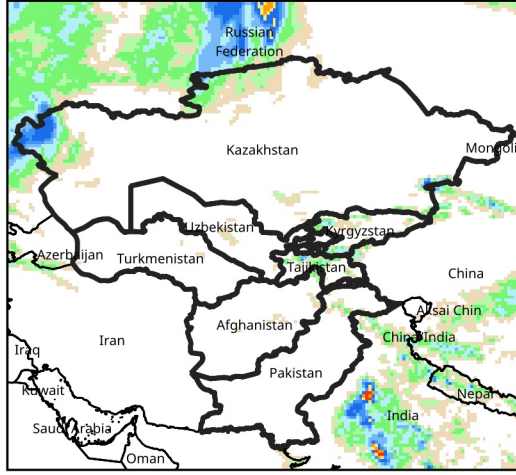 Russian
Federation
Kazakhstan
Mongoli
Uzbekistan
Kyrgyzstan
Azerbaijan
Turkmenistan
Tajikistan
China
Aksai Chin
Afghanistan
China/India
Iran
Iraq
Pakistan
Kuwait
Nepal
India
Saudi Arabia
Oman